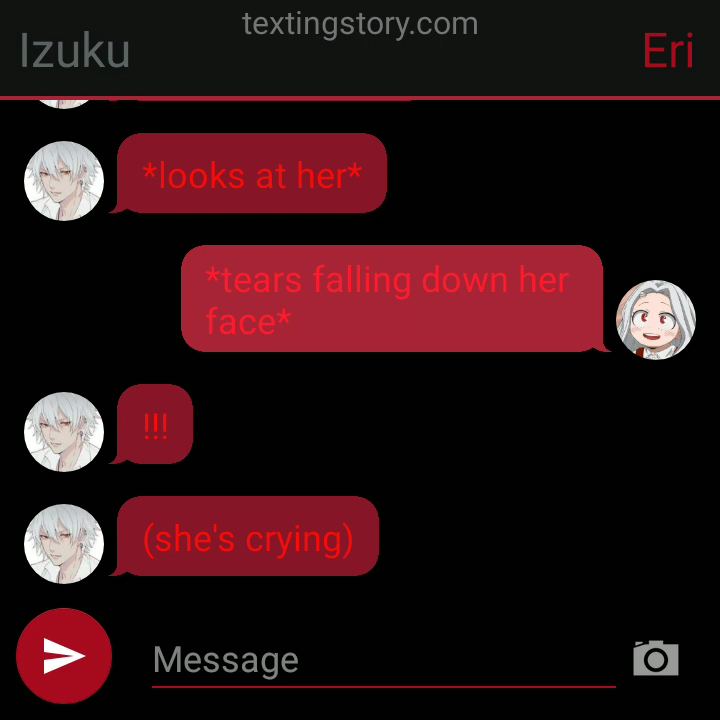 textingstory.com
Izuku
Eri
*looks at her*
*tears falling down her
face*
!!!
(she's crying)
Message